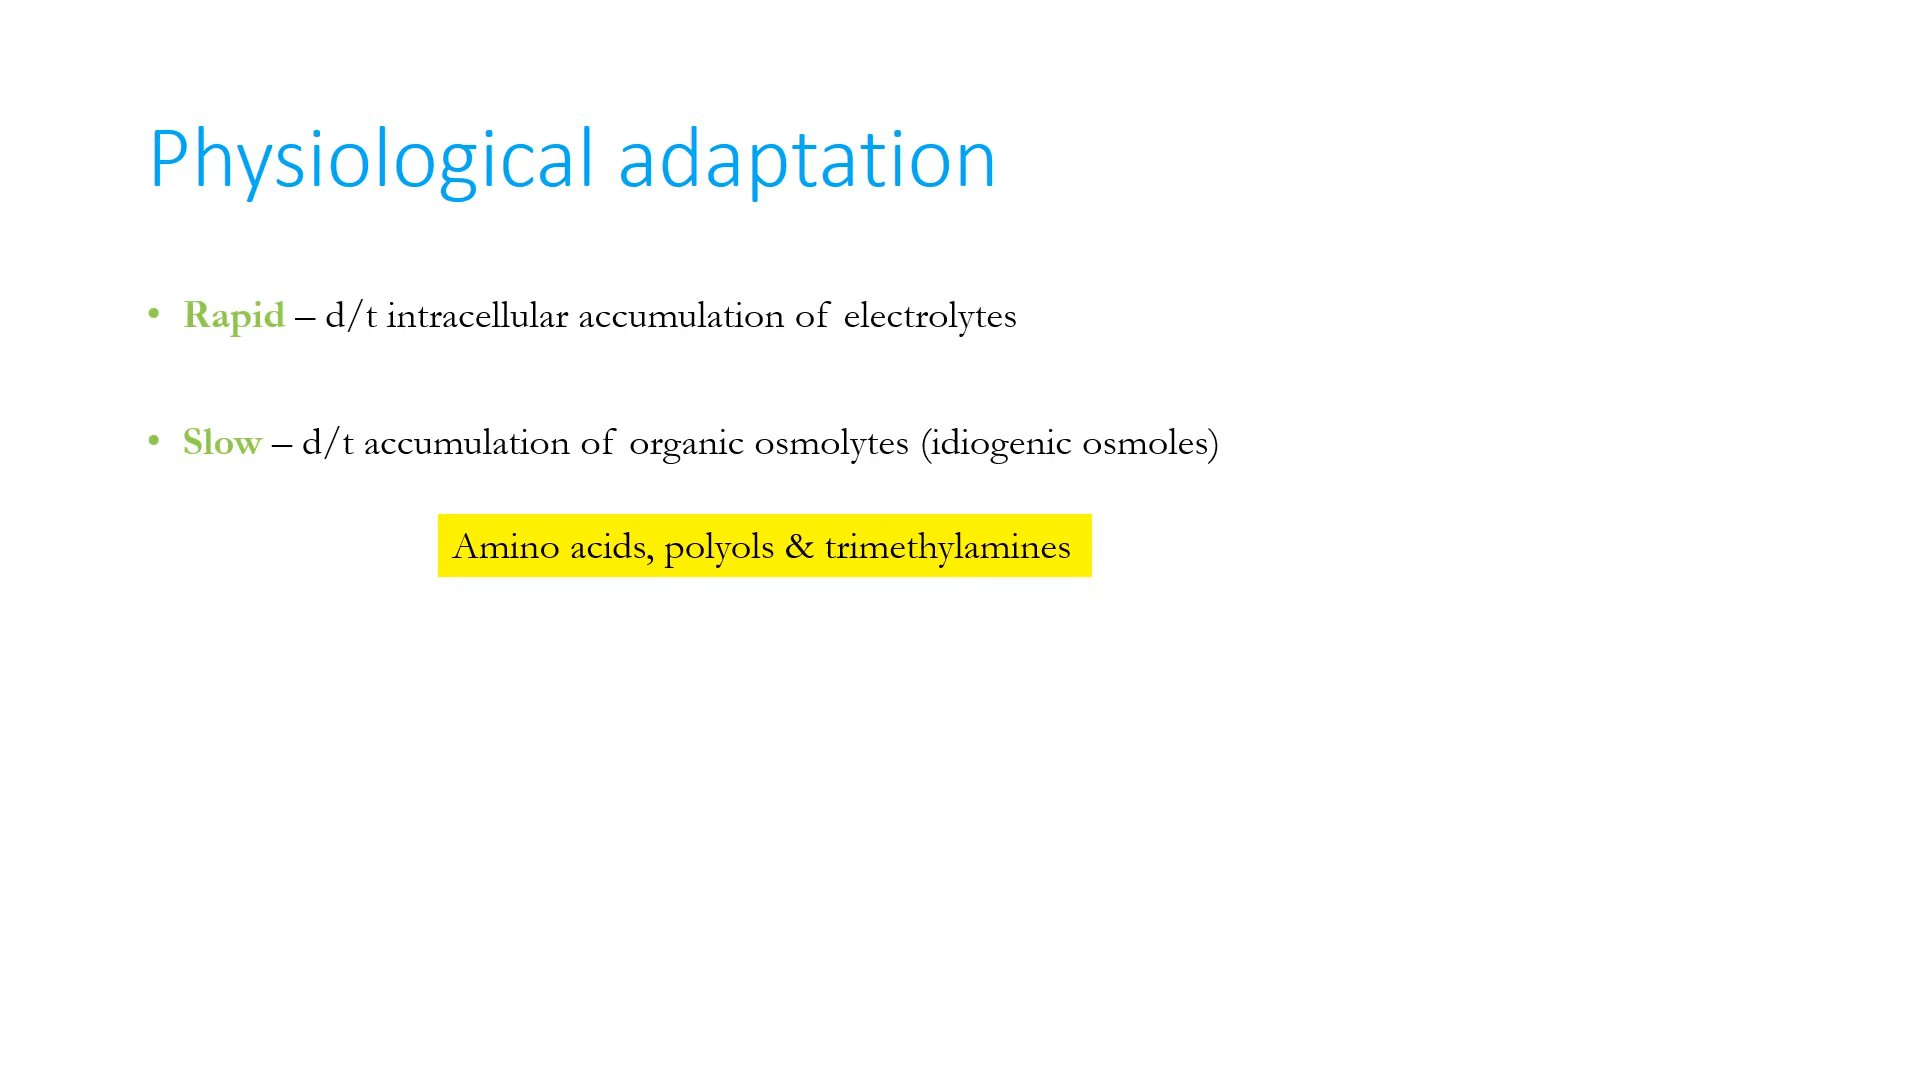 Physiological adaptation
• Rapid – d/t intracellular accumulation of electrolytes
• Slow – d/t accumulation of organic osmolytes (idiogenic osmoles)
Amino acids, polyols & trimethylamines